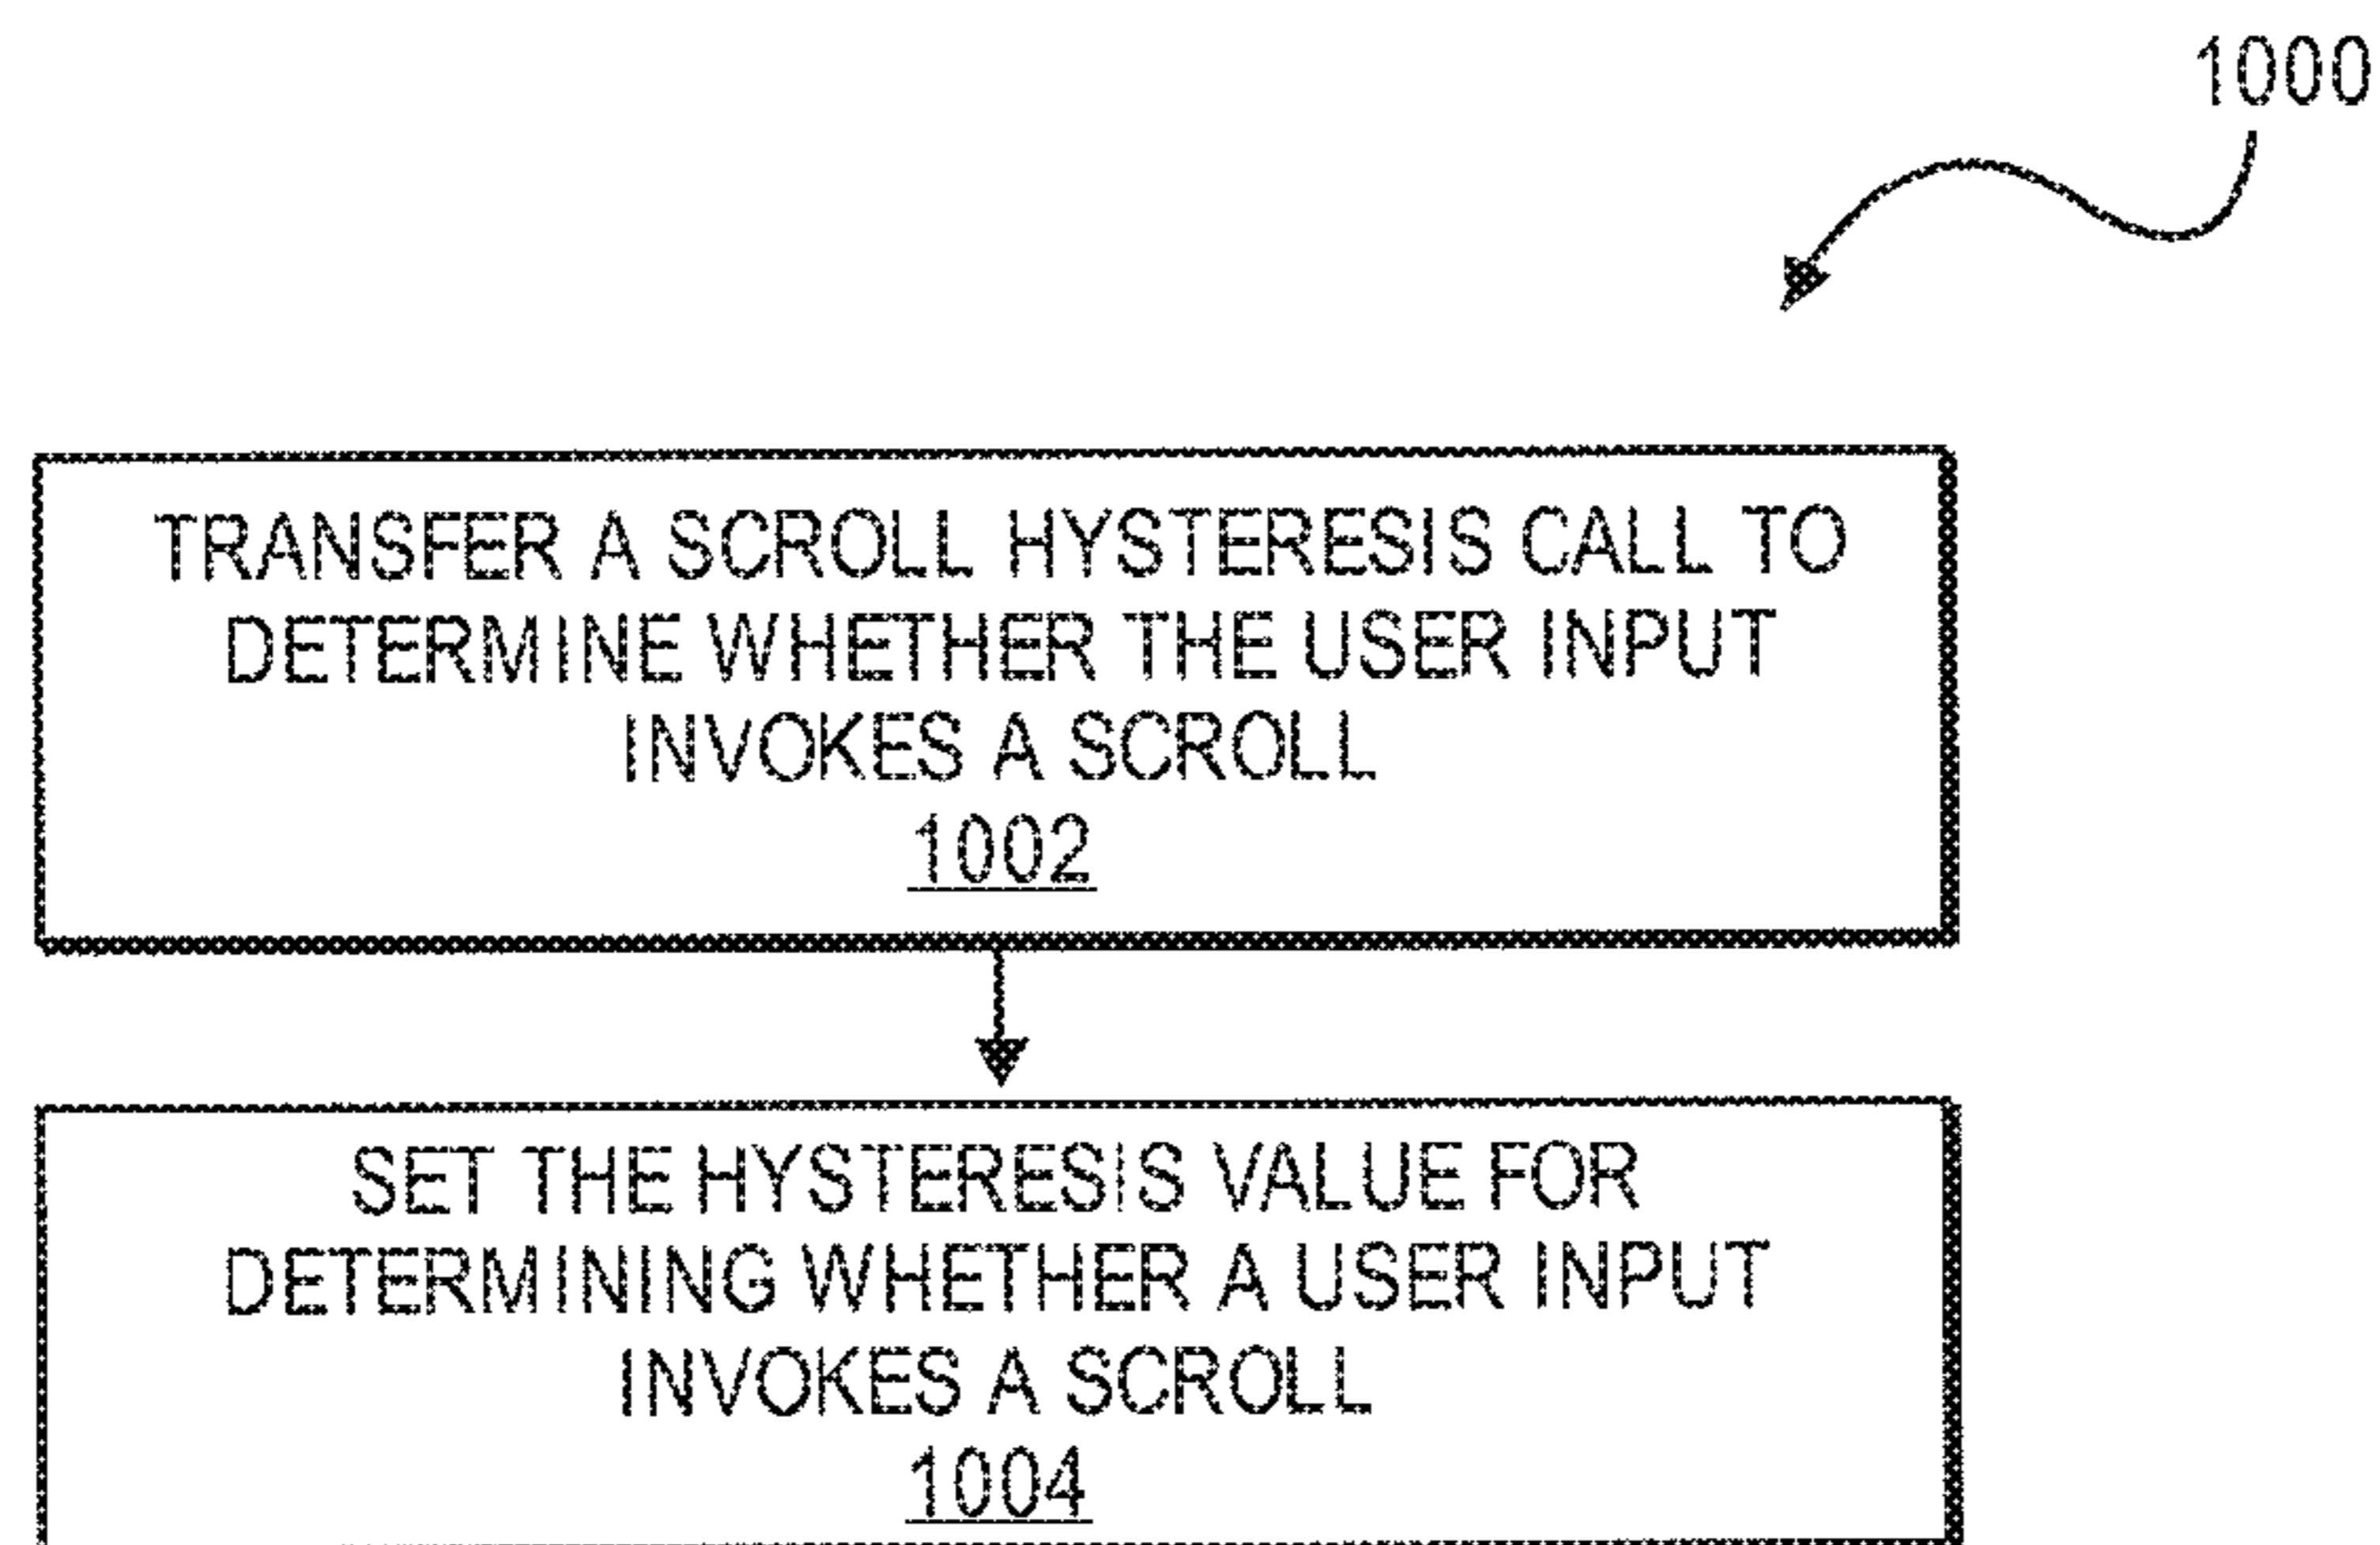 1000
TRANSFER A SCROLL HYSTERESIS CALL TO
DETERMINE WHETHER THE USER INPUT
INVOKES A SCROLL
1002
SET THE HYSTERESIS VALUE FOR
DETERMINING WHETHER A USER INPUT
INVOKES A SCROLL
1004